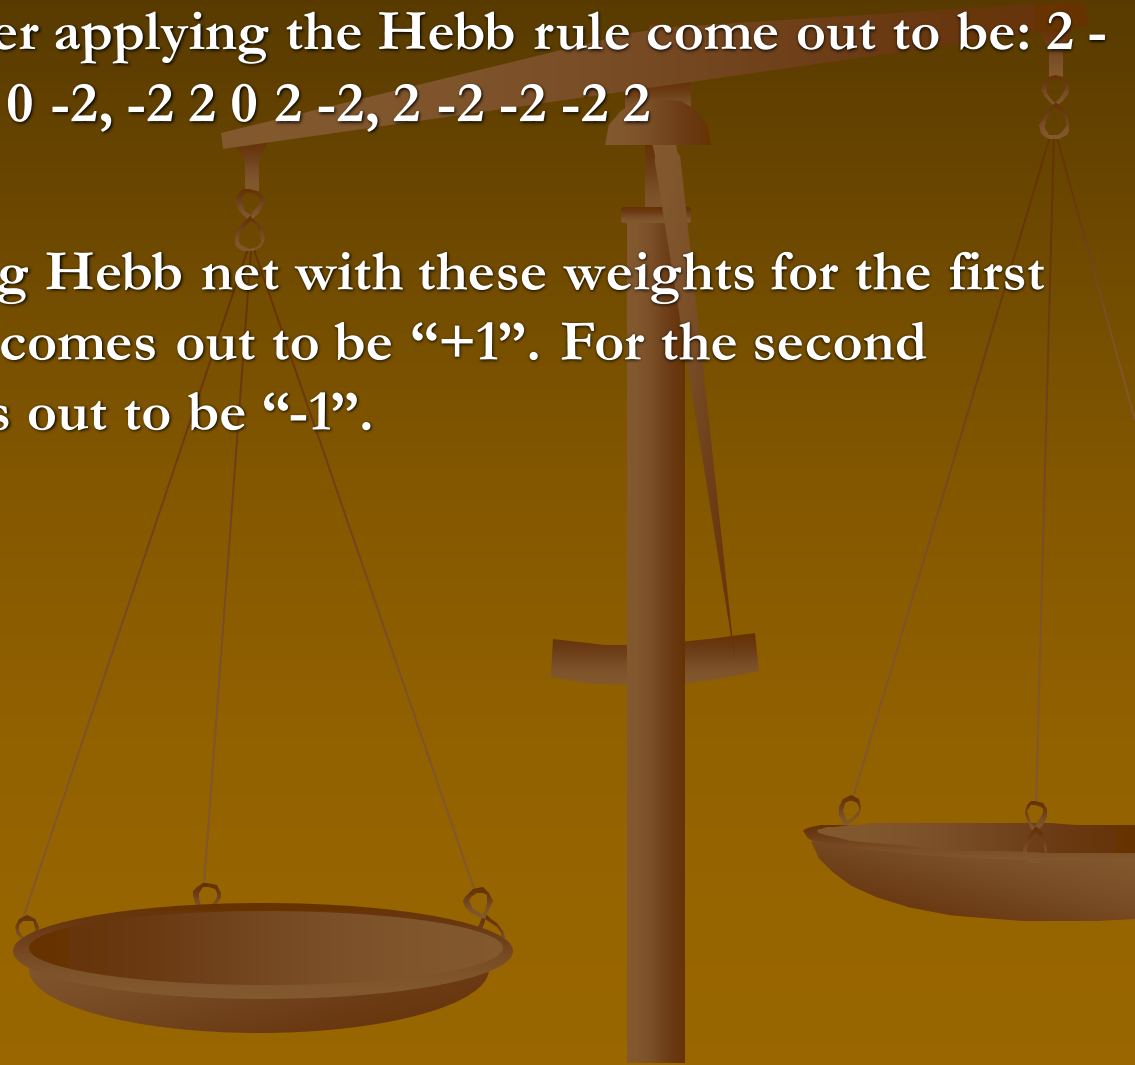 er applying the Hebb rule come out to be: 2 -
0 -2, -2 2 0 2 -2, 2 -2 -2 -2 2
g Hebb net with these weights for the first
comes out to be “+1”. For the second
s out to be “-1”.